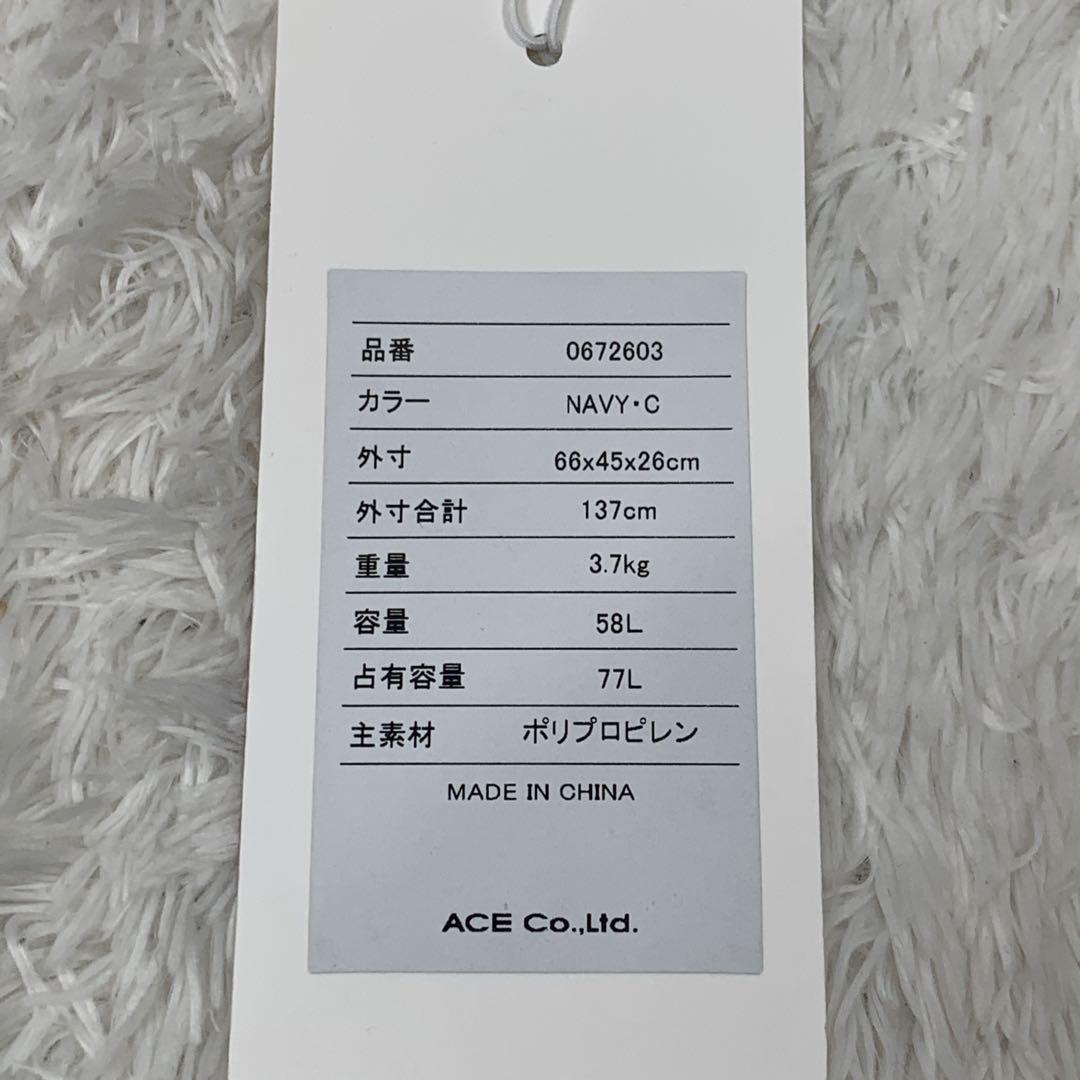 品番 0672603
カラー NAVY・C
外寸 66x45x26cm
外寸合計 137cm
重量 3.7kg
容量 58L
占有容量 77L
主素材 ポリプロピレン
MADE IN CHINA
ACE Co.,Ltd.